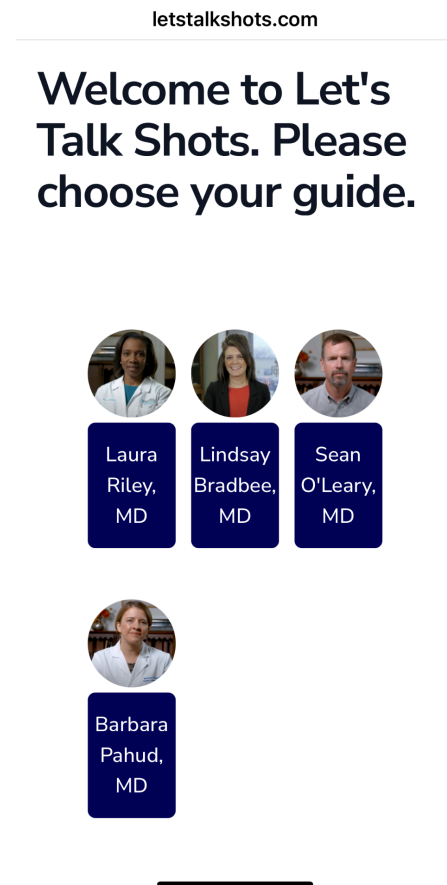 letstalkshots.com
Welcome to Let's
Talk Shots. Please
choose your guide.
Laura
Riley,
MD
Lindsay
Bradbee,
MD
Sean
O'Leary,
MD
Barbara
Pahud,
MD